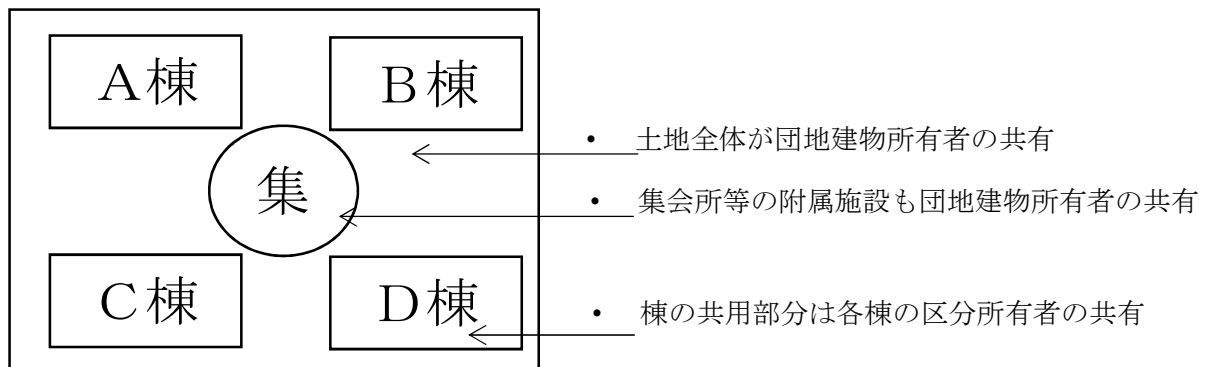 A棟
B棟
・ 土地全体が団地建物所有者の共有
集
・ 集会所等の附属施設も団地建物所有者の共有
C棟
D棟
・ 棟の共用部分は各棟の区分所有者の共有